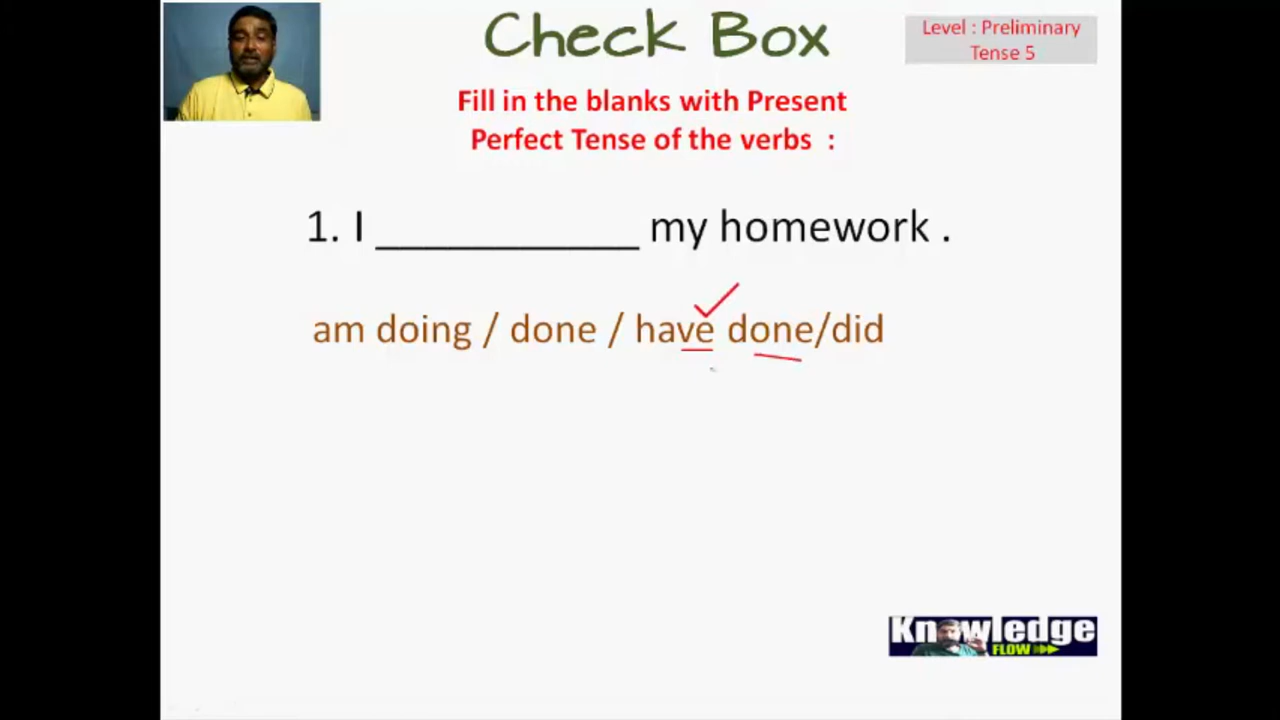 Check Box
Level : Preliminary
Tense 5
Fill in the blanks with Present
Perfect Tense of the verbs :
1. I ____________ my homework .
am doing / done / have done/did
Knowledge
FLOW